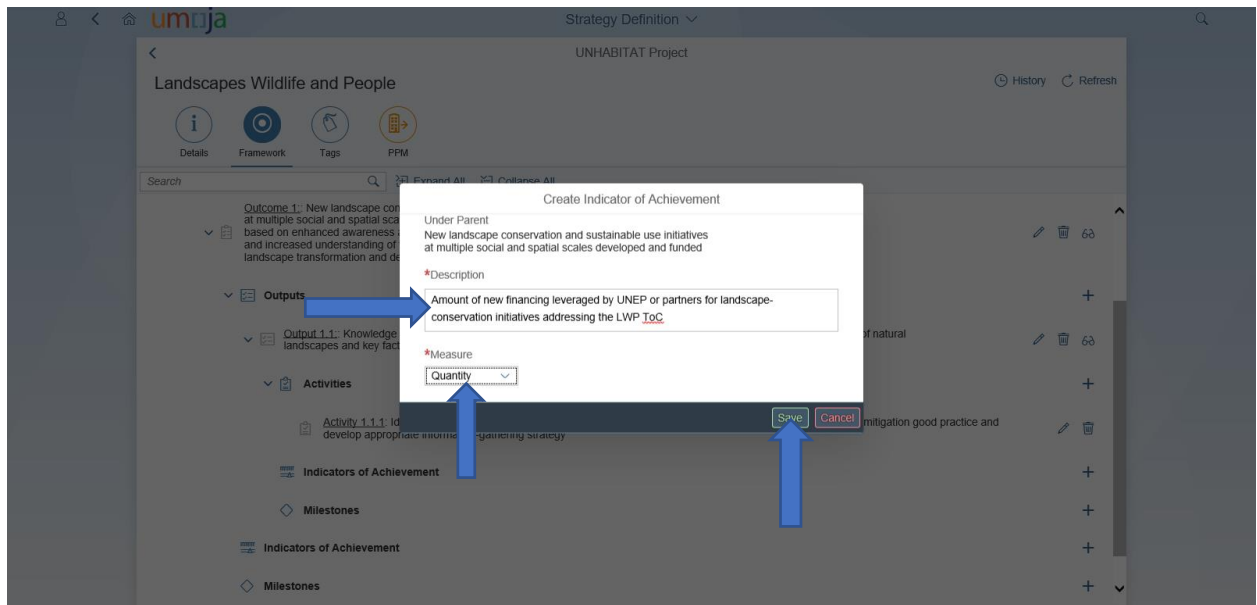 umoja
Strategy Definition
UNHABITAT Project
Landscapes Wildlife and People
History
Refresh
Details
Framework
Tags
PPM
Search
Expand All
Collapse All
Outcome 1:: New landscape con
at multiple social and spatial sca
based on enhanced awareness
and increased understanding of
landscape transformation and de
Outputs
Output 1.1:: Knowledge
of natural
landscapes and key fact
Activities
Activity 1.1.1: Id
mitigation good practice and
develop appropriate information-gathering strategy
Indicators of Achievement
Milestones
Indicators of Achievement
Milestones
Create Indicator of Achievement
Under Parent
New landscape conservation and sustainable use initiatives
at multiple social and spatial scales developed and funded
*Description
Amount of new financing leveraged by UNEP or partners for landscape-
conservation initiatives addressing the LWP ToC
*Measure
Quantity
Save
Cancel